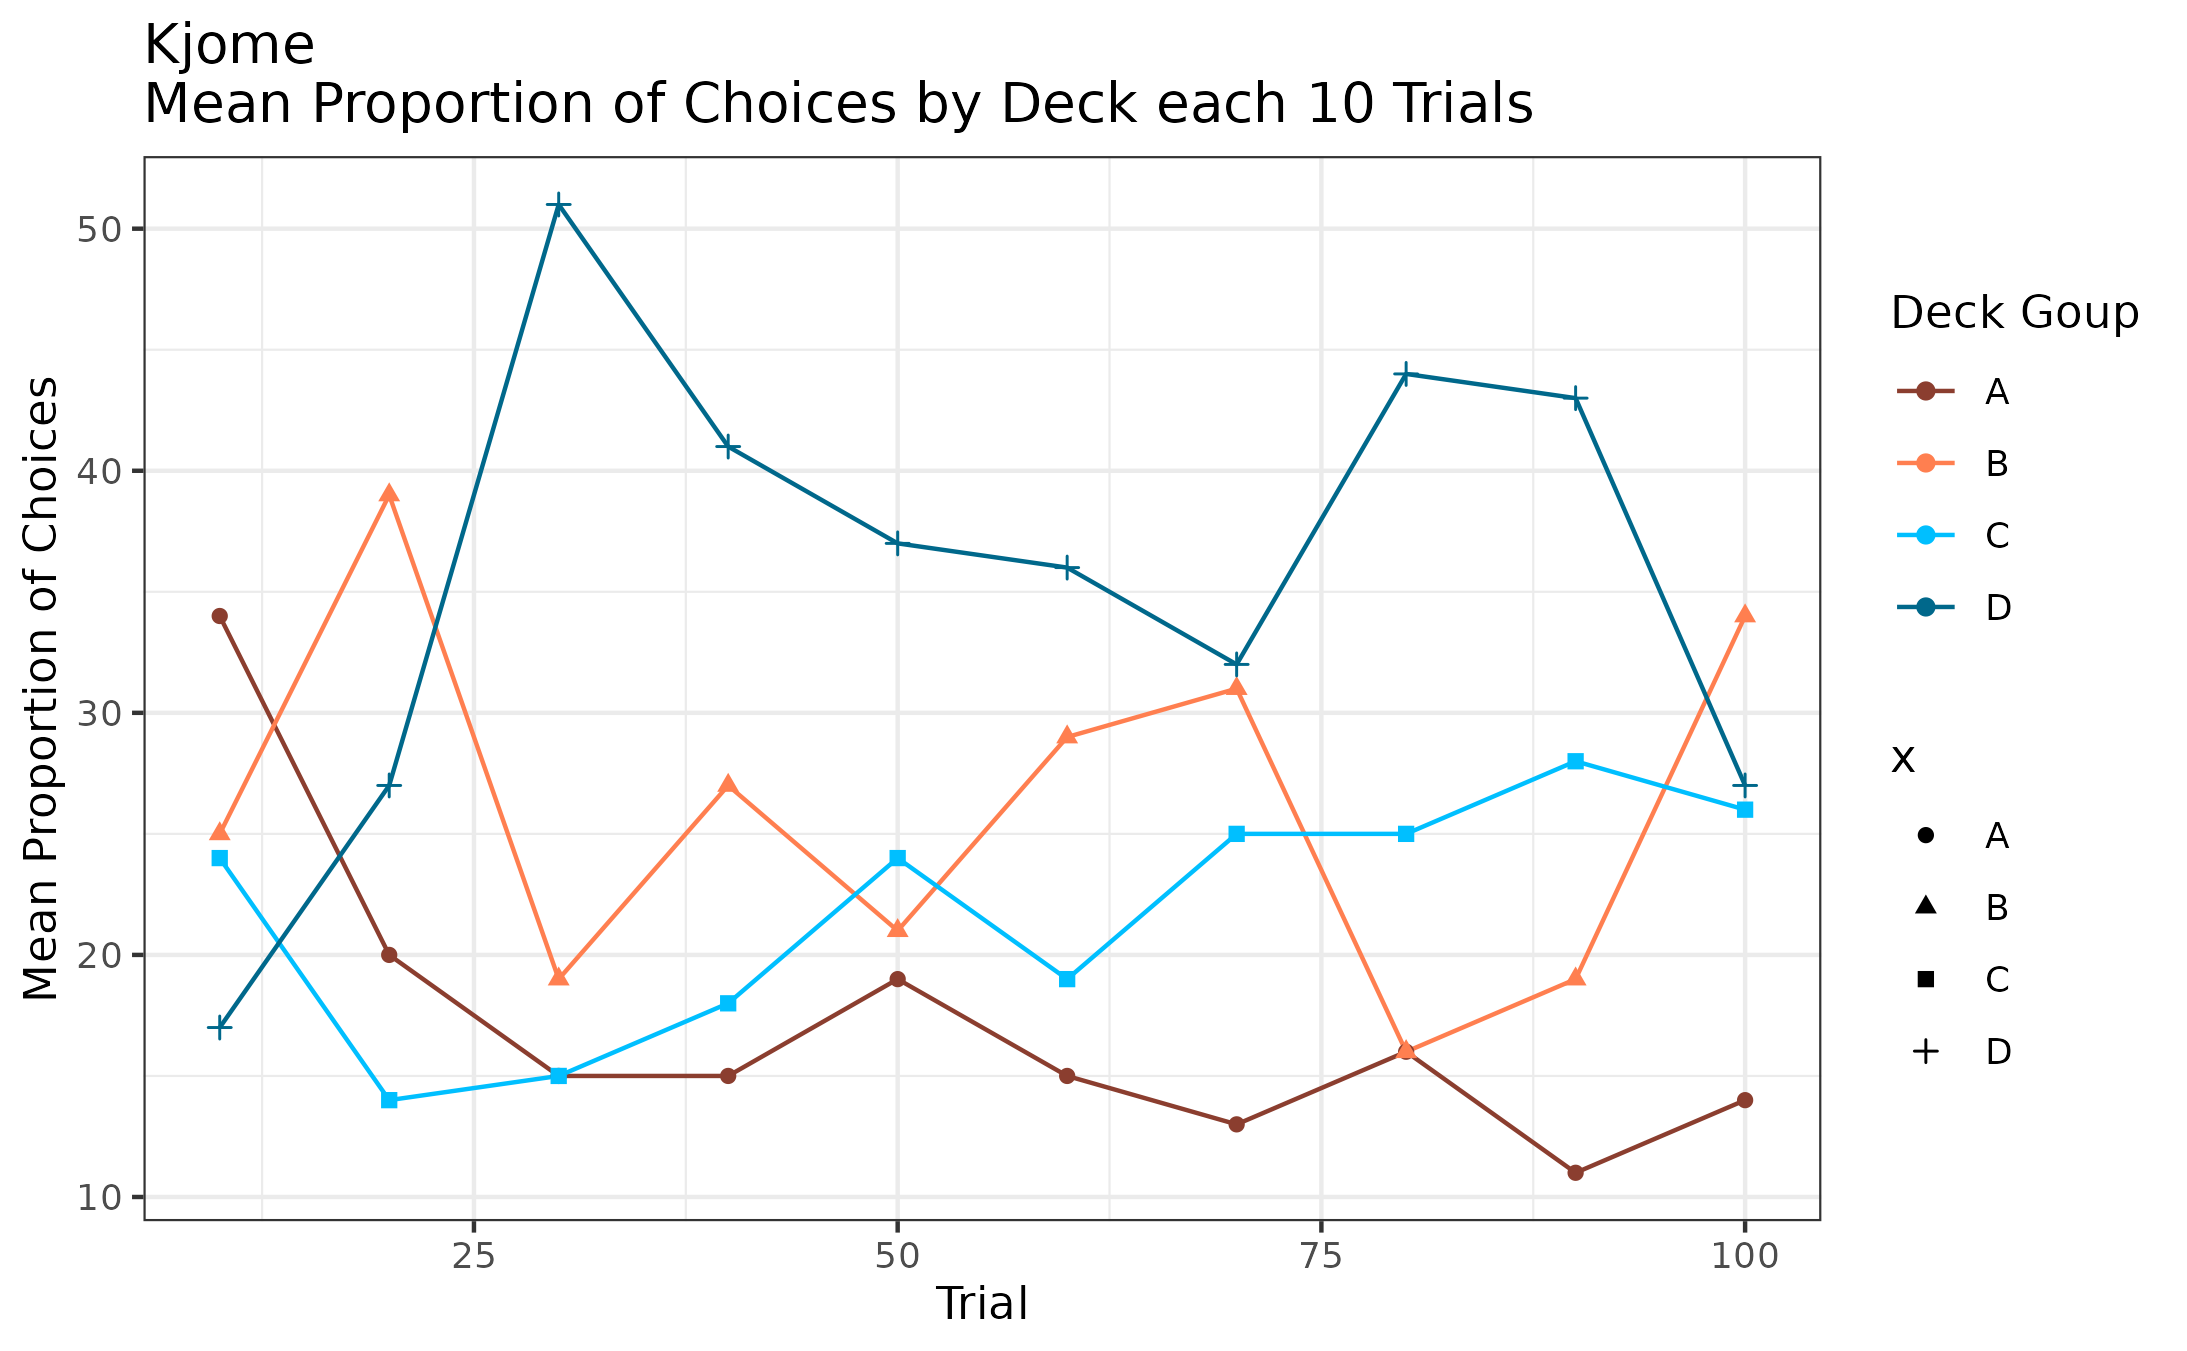 Kjome
Mean Proportion of Choices by Deck each 10 Trials
Mean Proportion of Choices
50
40
30
20
10
25
50
75
100
Trial
Deck Goup
A
B
C
D
x
A
B
C
D